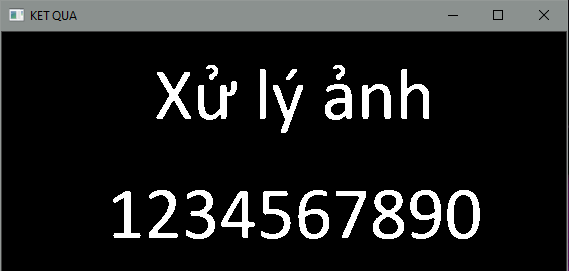 KET QUA
Xử lý ảnh
1234567890